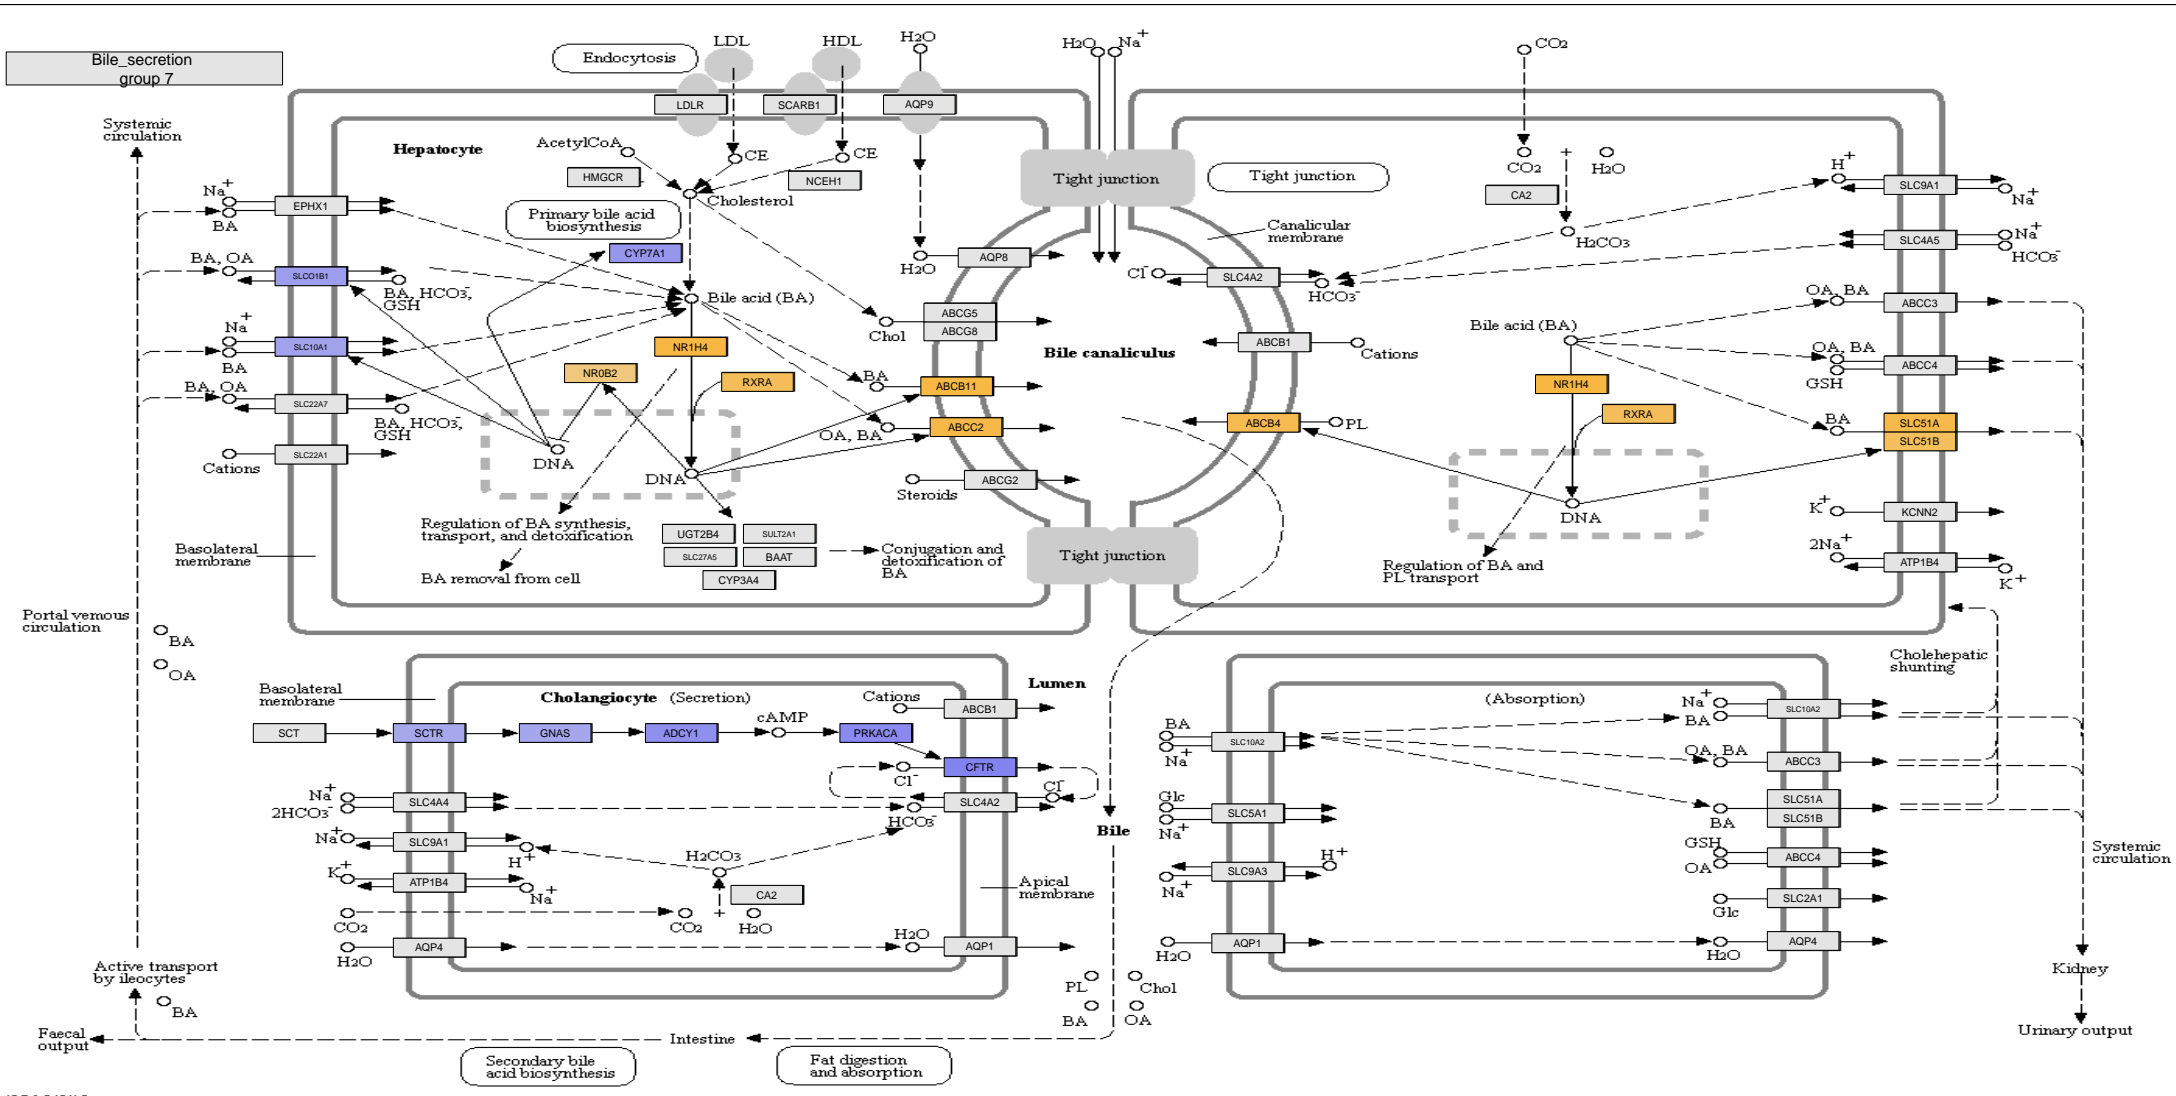 Bile_secretion
group 7
Endocytosis
LDL
HDL
H2O
H2O
Na+
CO2
LDLR
SCARB1
AQP9
Systemic
circulation
Hepatocyte
AcetylCoA
CE
CE
HMGCR
NCEH1
Cholesterol
Tight junction
Tight junction
CO2
+
H2O
CA2
H2CO3
H+
SLC9A1
Na+
Na+
EPHX1
BA
Primary bile acid
biosynthesis
CYP7A1
H2O
AQP8
Canalicular
membrane
SLC4A5
Na+
HCO3-
BA, OA
SLCO1B1
BA, HCO3-,
GSH
Bile acid (BA)
Cl-
SLC4A2
HCO3-
OA, BA
ABCC3
Na+
SLC10A1
BA
Chol
ABCG5
ABCG8
Bile canaliculus
ABCB1
Cations
Bile acid (BA)
OA, BA
ABCC4
GSH
NR1H4
NR0B2
RXRA
BA
ABCB11
NR1H4
RXRA
BA, OA
SLC22A7
BA, HCO3-,
GSH
OA, BA
ABCC2
ABCB4
PL
BA
SLC51A
SLC51B
Cations
SLC22A1
DNA
DNA
Steroids
ABCG2
DNA
K+
KCNN2
Regulation of BA synthesis,
transport, and detoxification
BA removal from cell
UGT2B4
SULT2A1
SLC27A5
BAAT
CYP3A4
Conjugation and
detoxification of
BA
Tight junction
Regulation of BA and
PL transport
2Na+
ATP1B4
K+
Basolateral
membrane
Portal venous
circulation
BA
OA
Basolateral
membrane
Cholangiocyte (Secretion)
Cations
ABCB1
Lumen
SCT
SCTR
GNAS
ADCY1
cAMP
PRKACA
CFTR
Cl-
Cl-
Na+
2HCO3-
SLC4A4
SLC4A2
HCO3-
Na+
SLC9A1
H+
H2CO3
K+
ATP1B4
Na+
CA2
CO2
CO2
+
H2O
H2O
AQP4
H2O
AQP1
Apical
membrane
Bile
(Absorption)
Cholehepatic
shunting
BA
Na+
SLC10A2
Na+
BA
SLC10A2
OA, BA
ABCC3
Glc
Na+
SLC5A1
BA
SLC51A
SLC51B
Na+
SLC9A3
H+
GSH
OA
ABCC4
Glc
SLC2A1
H2O
AQP1
H2O
AQP4
Systemic
circulation
Kidney
Urinary output
Active transport
by ileocytes
BA
PL
Chol
BA
OA
Faecal
output
Intestine
Secondary bile
acid biosynthesis
Fat digestion
and absorption